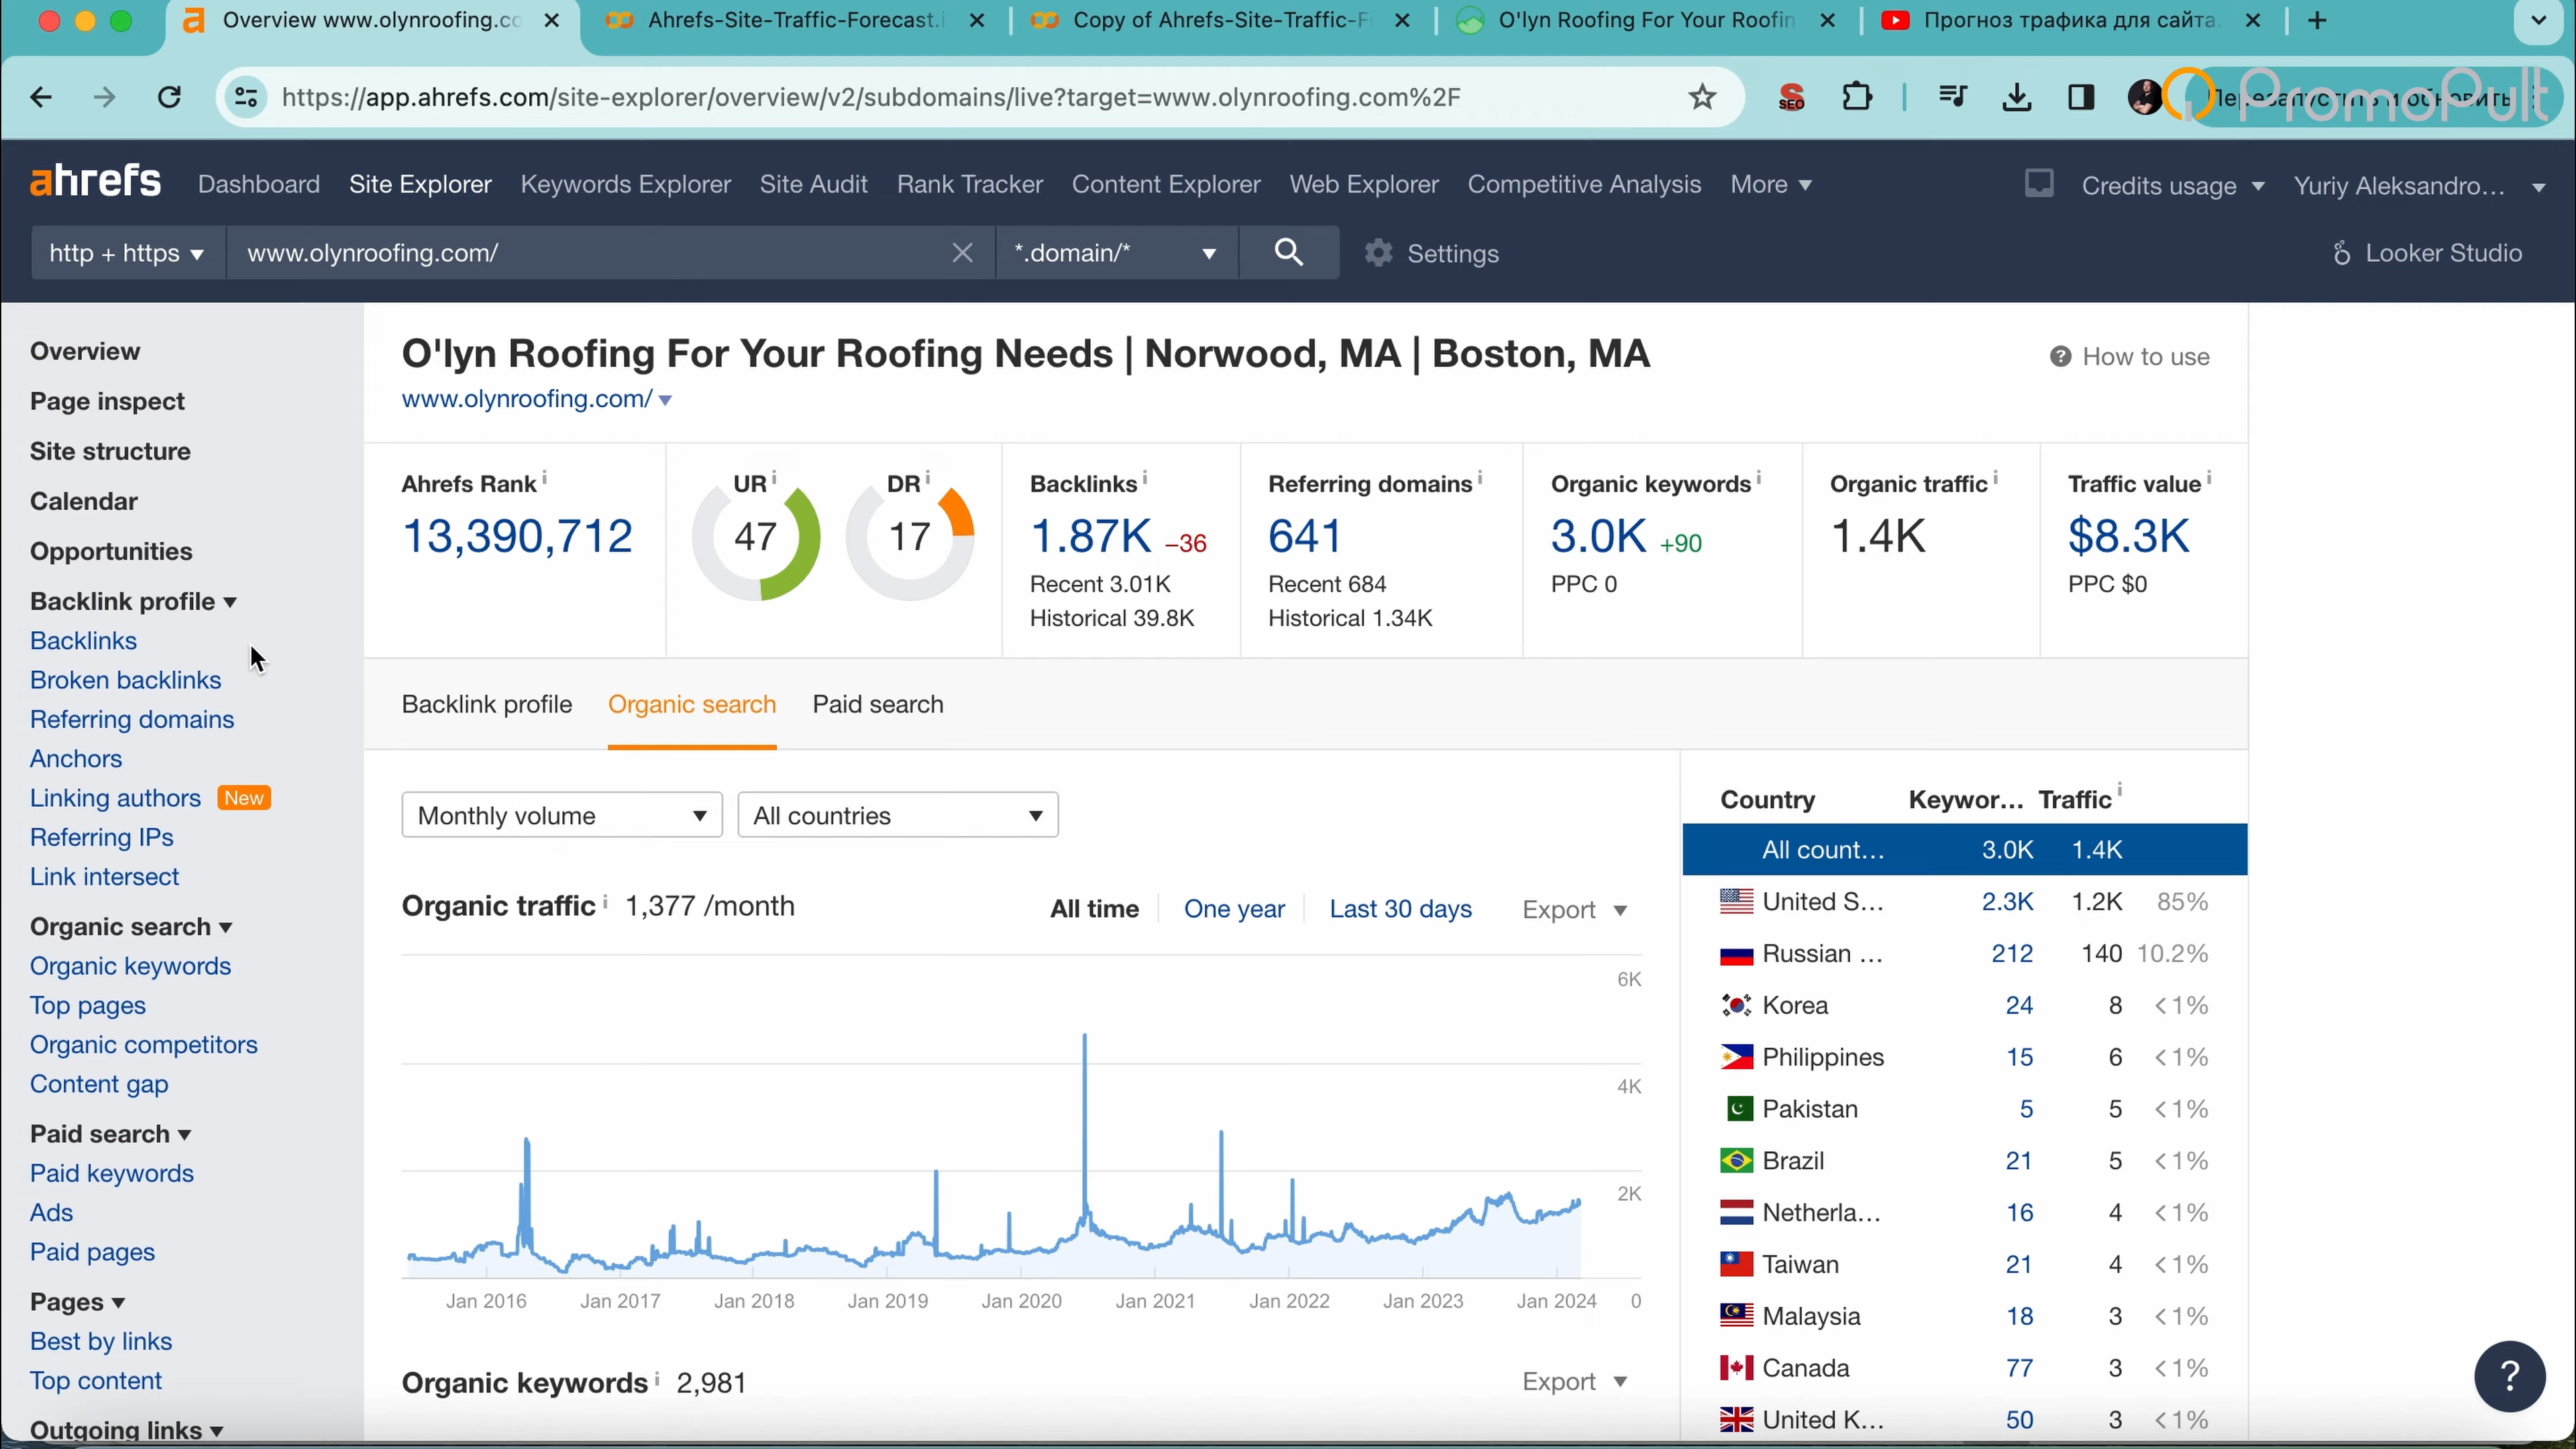 Overview www.olynroofing.co
Ahrefs-Site-Traffic-Forecast.i
Copy of Ahrefs-Site-Traffic-F
O'lyn Roofing For Your Roofin
Прогноз трафика для сайта.
https://app.ahrefs.com/site-explorer/overview/v2/subdomains/live?target=www.olynroofing.com%2F
SEO
Перезапустить и обновить
PromoPult
ahrefs
Dashboard
Site Explorer
Keywords Explorer
Site Audit
Rank Tracker
Content Explorer
Web Explorer
Competitive Analysis
More
Credits usage
Yuriy Aleksandro...
http + https
www.olynroofing.com/
*.domain/*
Settings
Looker Studio
Overview
Page inspect
Site structure
Calendar
Opportunities
Backlink profile
Backlinks
Broken backlinks
Referring domains
Anchors
Linking authors New
Referring IPs
Link intersect
Organic search
Organic keywords
Top pages
Organic competitors
Content gap
Paid search
Paid keywords
Ads
Paid pages
Pages
Best by links
Top content
Outgoing links
O'lyn Roofing For Your Roofing Needs | Norwood, MA | Boston, MA
How to use
www.olynroofing.com/
Ahrefs Rank
13,390,712
UR
47
DR
17
Backlinks
1.87K -36
Recent 3.01K
Historical 39.8K
Referring domains
641
Recent 684
Historical 1.34K
Organic keywords
3.0K +90
PPC 0
Organic traffic
1.4K
Traffic value
$8.3K
PPC $0
Backlink profile
Organic search
Paid search
Monthly volume
All countries
Organic traffic 1,377 /month
All time
One year
Last 30 days
Export
6K
4K
2K
0
Jan 2016
Jan 2017
Jan 2018
Jan 2019
Jan 2020
Jan 2021
Jan 2022
Jan 2023
Jan 2024
Organic keywords 2,981
Export
Country Keywor... Traffic
All count... 3.0K 1.4K
United S... 2.3K 1.2K 85%
Russian ... 212 140 10.2%
Korea 24 8 <1%
Philippines 15 6 <1%
Pakistan 5 5 <1%
Brazil 21 5 <1%
Netherla... 16 4 <1%
Taiwan 21 4 <1%
Malaysia 18 3 <1%
Canada 77 3 <1%
United K... 50 3 <1%
?